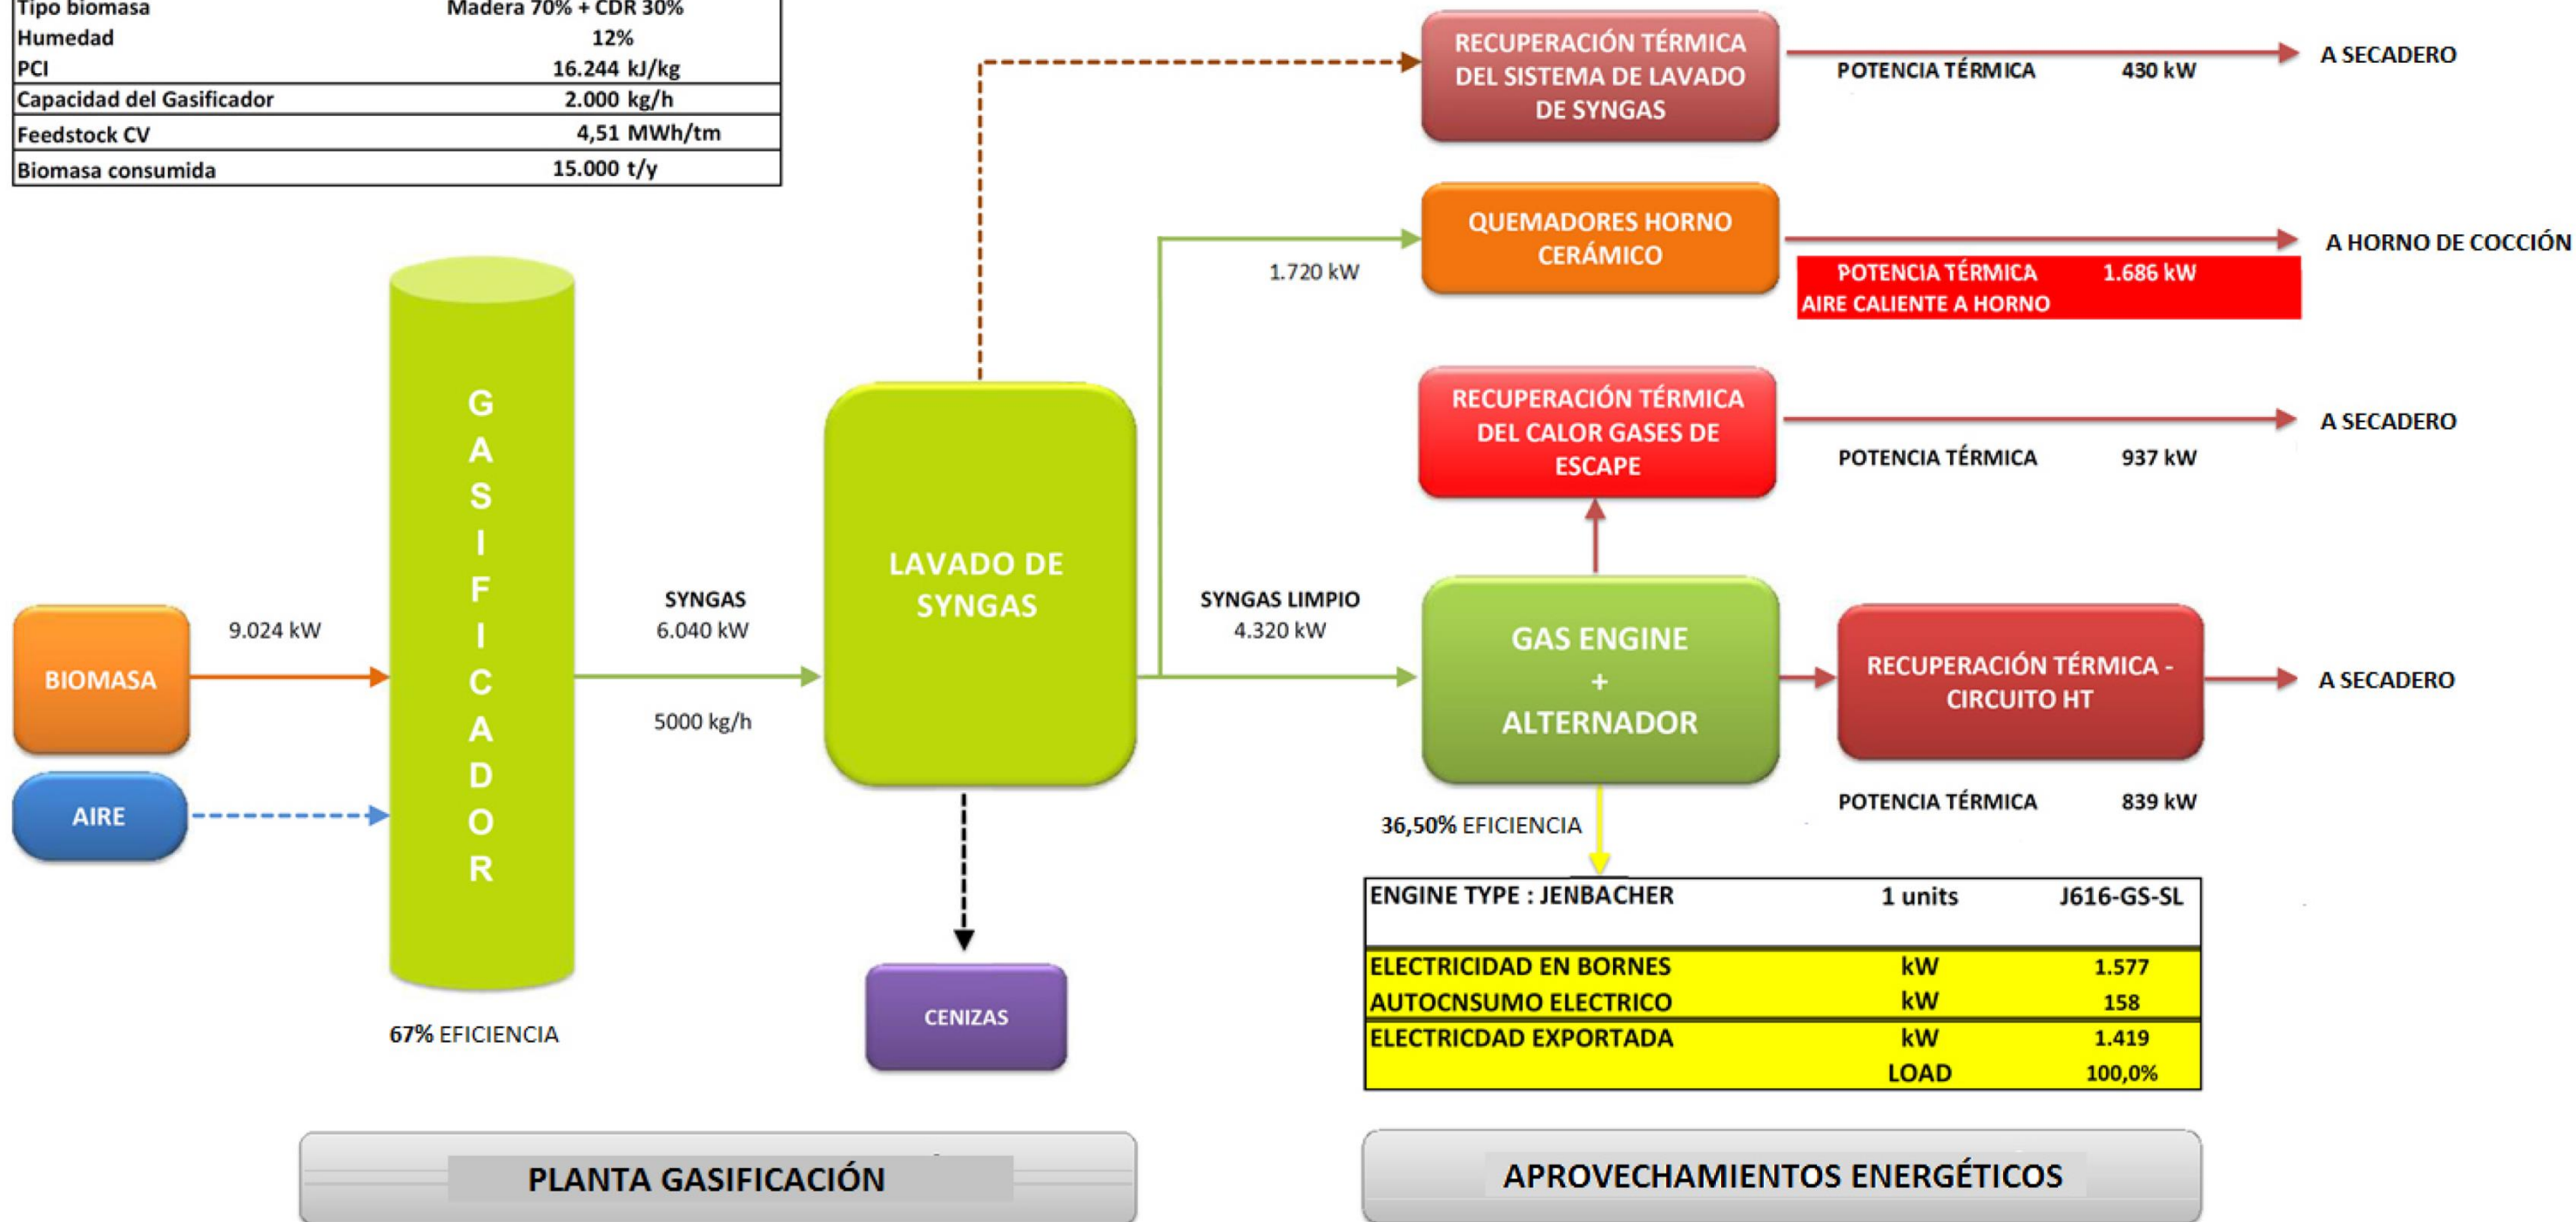 Tipo biomasa Madera 70% + CDR 30%
Humedad 12%
PCI 16.244 kJ/kg
Capacidad del Gasificador 2.000 kg/h
Feedstock CV 4,51 MWh/tm
Biomasa consumida 15.000 t/y
RECUPERACIÓN TÉRMICA
DEL SISTEMA DE LAVADO
DE SYNGAS
POTENCIA TÉRMICA 430 kW
A SECADERO
QUEMADORES HORNO
CERÁMICO
1.720 kW
A HORNO DE COCCIÓN
POTENCIA TÉRMICA 1.686 kW
AIRE CALIENTE A HORNO
RECUPERACIÓN TÉRMICA
DEL CALOR GASES DE
ESCAPE
A SECADERO
POTENCIA TÉRMICA 937 kW
BIOMASA
9.024 kW
AIRE
G
A
S
I
F
I
C
A
D
O
R
67% EFICIENCIA
SYNGAS
6.040 kW
5000 kg/h
LAVADO DE
SYNGAS
CENIZAS
SYNGAS LIMPIO
4.320 kW
GAS ENGINE
+
ALTERNADOR
RECUPERACIÓN TÉRMICA -
CIRCUITO HT
A SECADERO
POTENCIA TÉRMICA 839 kW
36,50% EFICIENCIA
ENGINE TYPE : JENBACHER 1 units J616-GS-SL
ELECTRICIDAD EN BORNES kW 1.577
AUTOCNSUMO ELECTRICO kW 158
ELECTRICDAD EXPORTADA kW 1.419
LOAD 100,0%
PLANTA GASIFICACIÓN
APROVECHAMIENTOS ENERGÉTICOS